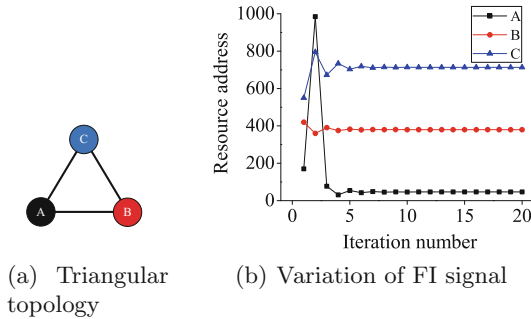 C
A
B
1000
800
600
400
200
0
Resource address
0
5
10
15
20
Iteration number
A
B
C
(a) Triangular
topology
(b) Variation of FI signal